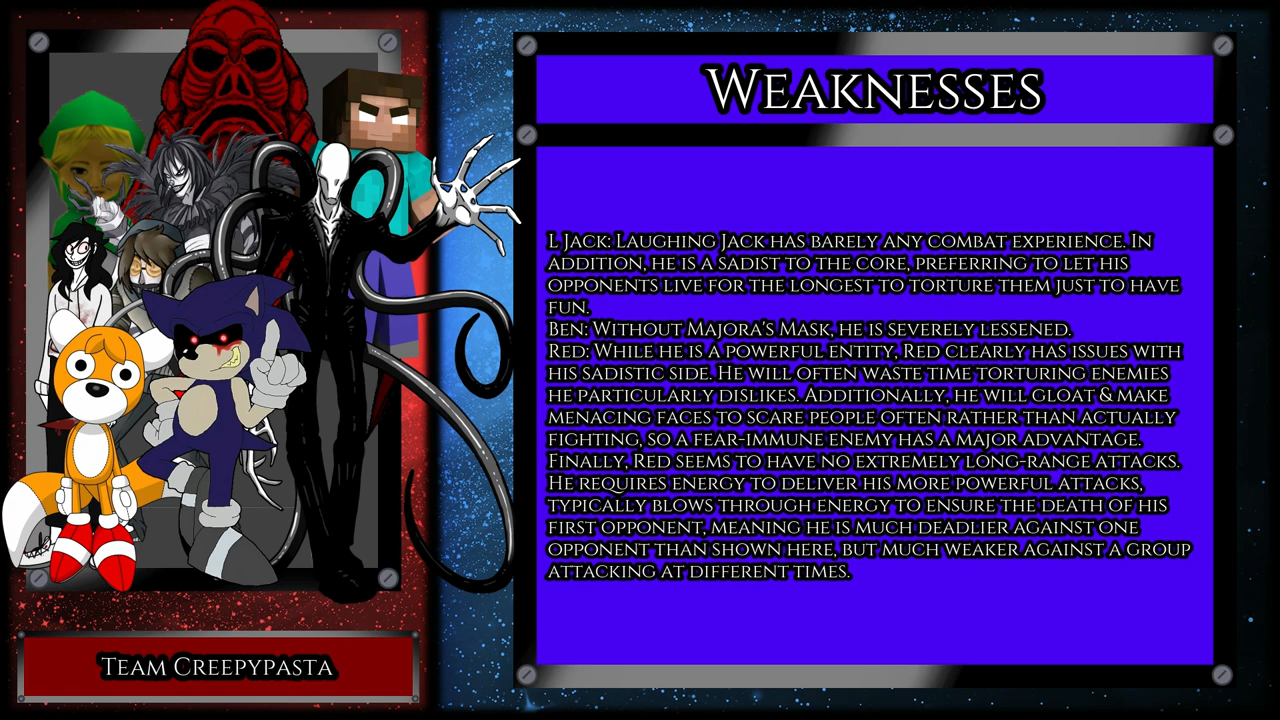 Weaknesses
L Jack: Laughing Jack has barely any combat experience. In
addition, he is a sadist to the core, preferring to let his
opponents live for the longest to torture them just to have
fun.
Ben: Without Majora's Mask, he is severely lessened.
Red: While he is a powerful entity, Red clearly has issues with
his sadistic side. He will often waste time torturing enemies
he particularly dislikes. Additionally, he will gloat & make
menacing faces to scare people often rather than actually
fighting, so a fear-immune enemy has a major advantage.
Finally, Red seems to have no extremely long-range attacks.
He requires energy to deliver his more powerful attacks,
typically blows through energy to ensure the death of his
first opponent, meaning he is much deadlier against one
opponent than shown here, but much weaker against a group
attacking at different times.
Team Creepypasta